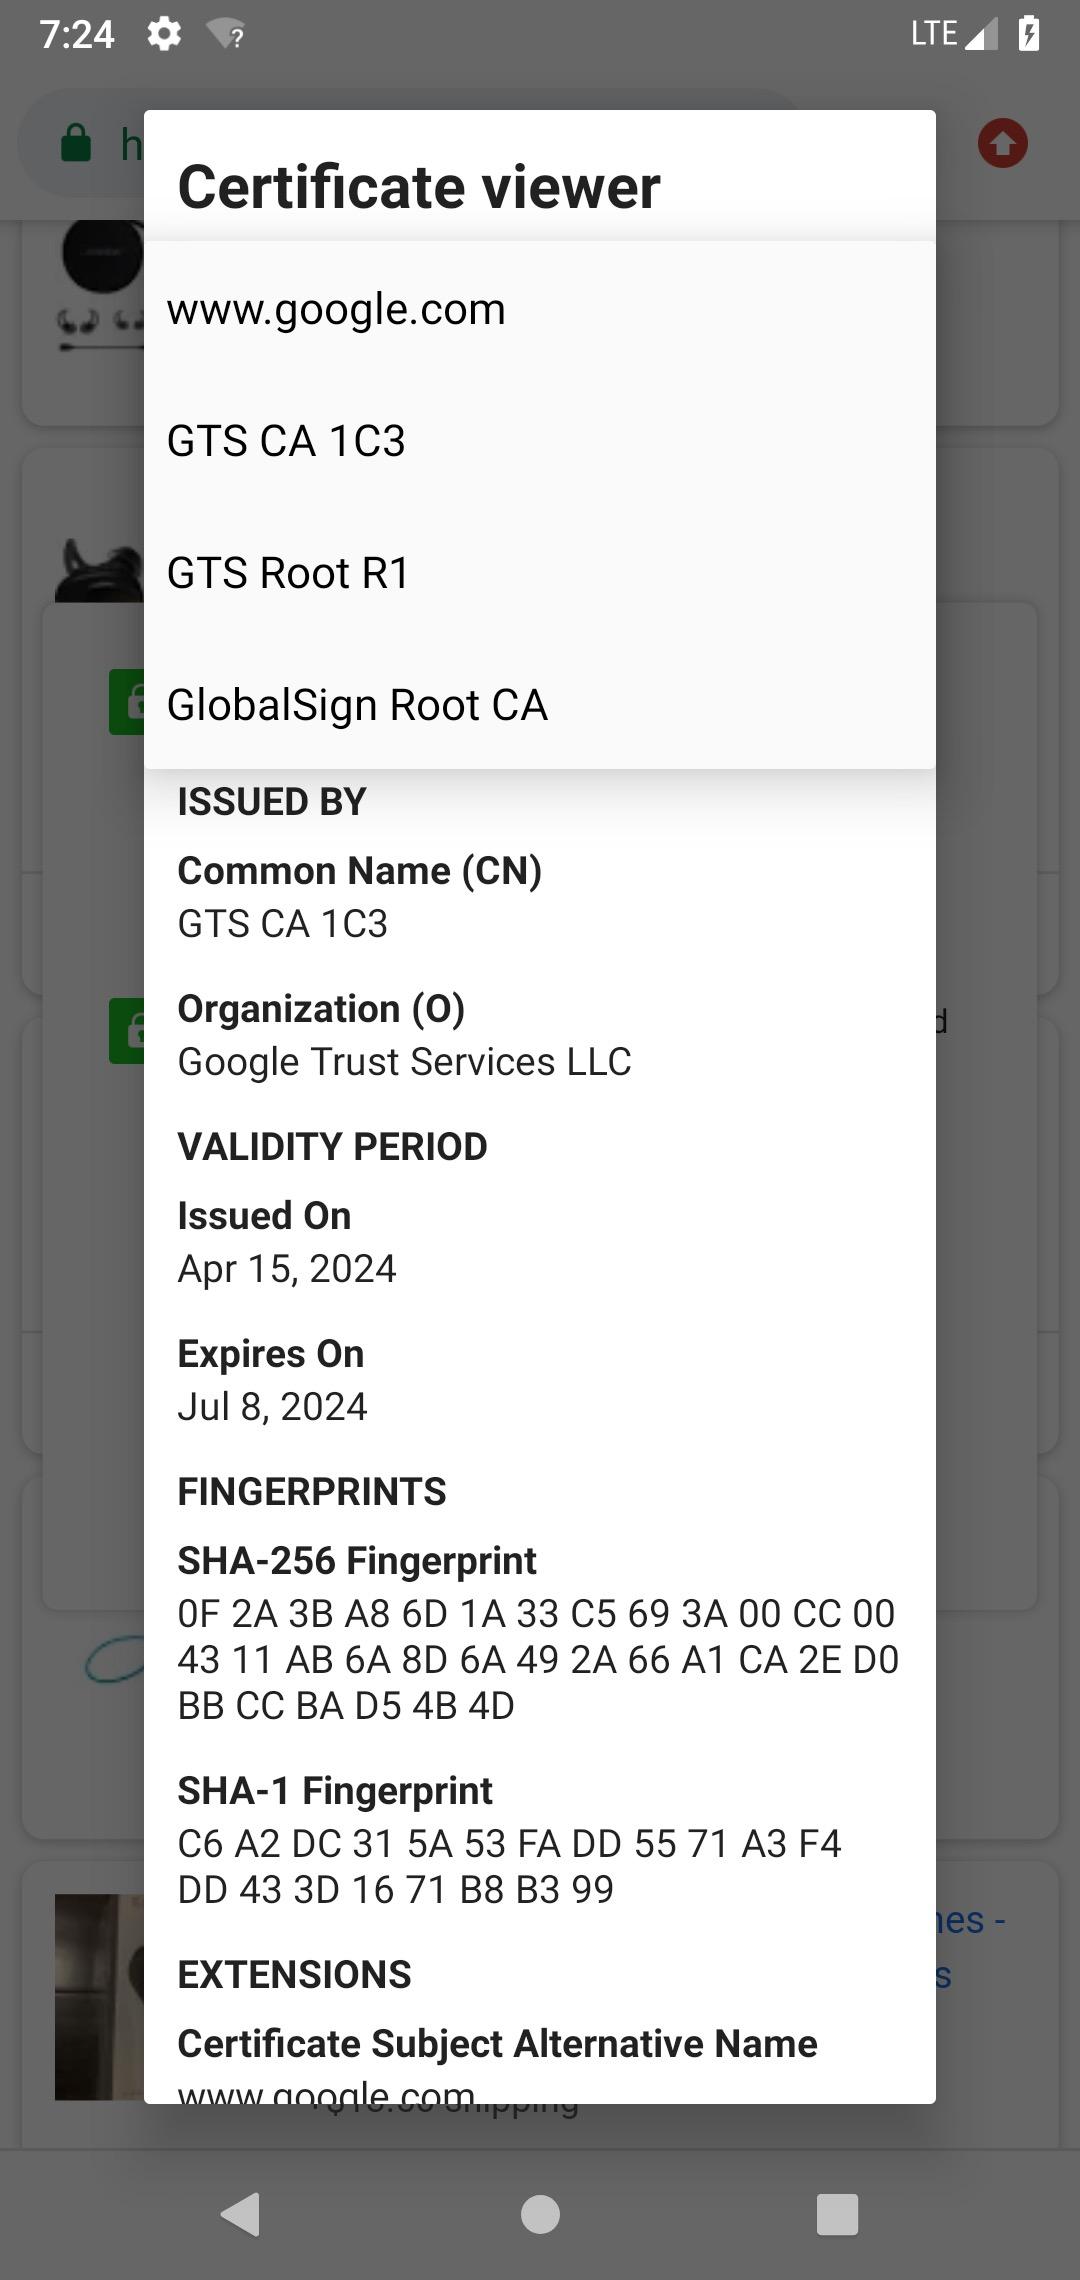 7:24
LTE
h
Certificate viewer
www.google.com
GTS CA 1C3
GTS Root R1
GlobalSign Root CA
ISSUED BY
Common Name (CN)
GTS CA 1C3
Organization (O)
Google Trust Services LLC
d
VALIDITY PERIOD
Issued On
Apr 15, 2024
Expires On
Jul 8, 2024
FINGERPRINTS
SHA-256 Fingerprint
0F 2A 3B A8 6D 1A 33 C5 69 3A 00 CC 00
43 11 AB 6A 8D 6A 49 2A 66 A1 CA 2E D0
BB CC BA D5 4B 4D
SHA-1 Fingerprint
C6 A2 DC 31 5A 53 FA DD 55 71 A3 F4
DD 43 3D 16 71 B8 B3 99
nes -
s
EXTENSIONS
Certificate Subject Alternative Name
www.google.com
shipping